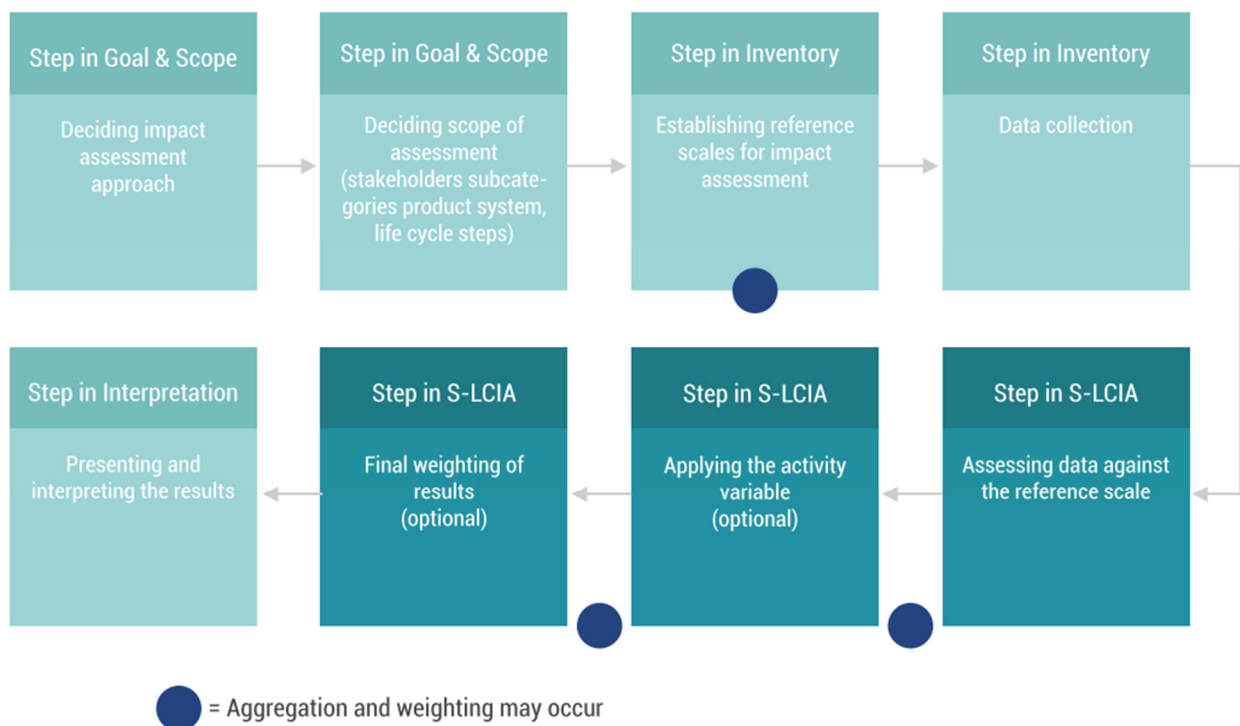 Step in Goal & Scope
Deciding impact
assessment
approach
Step in Goal & Scope
Deciding scope of
assessment
(stakeholders subcate-
gories product system,
life cycle steps)
Step in Inventory
Establishing reference
scales for impact
assessment
Step in Inventory
Data collection
Step in S-LCIA
Assessing data against
the reference scale
Step in S-LCIA
Applying the activity
variable
(optional)
Step in S-LCIA
Final weighting of
results
(optional)
Step in Interpretation
Presenting and
interpreting the results
= Aggregation and weighting may occur